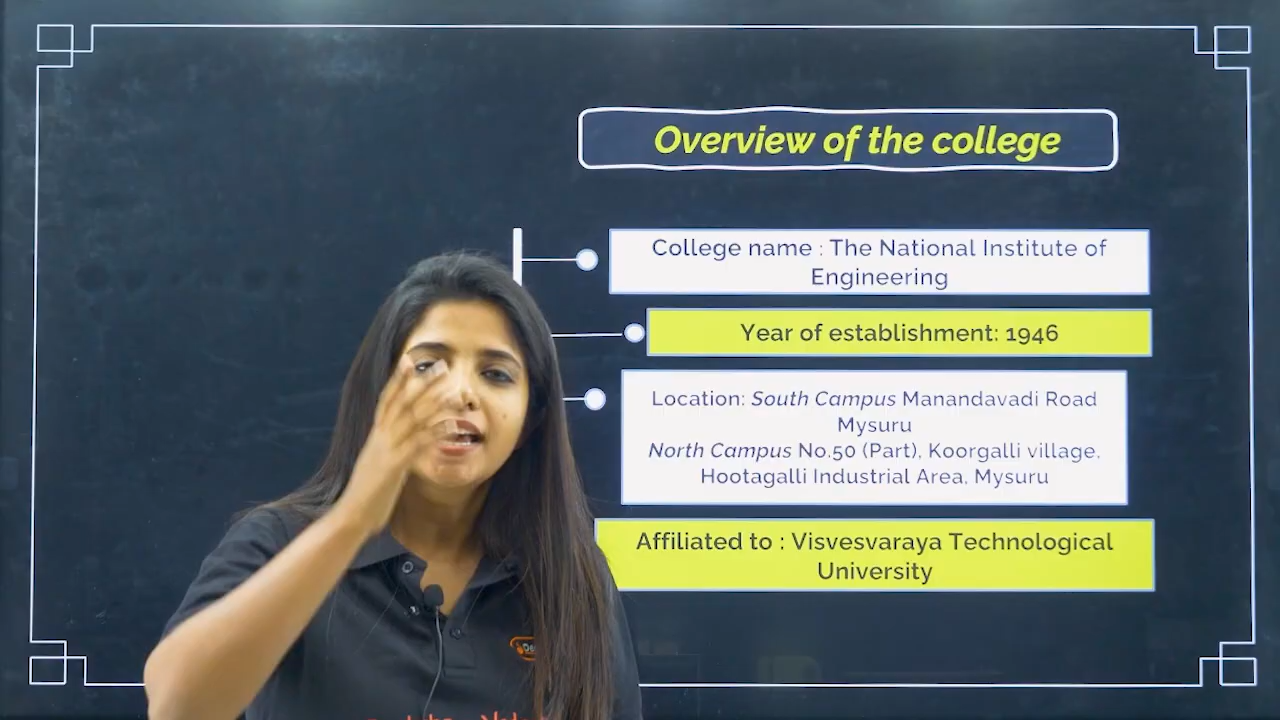 Overview of the college
College name : The National Institute of
Engineering
Year of establishment: 1946
Location: South Campus Manandavadi Road
Mysuru
North Campus No.50 (Part), Koorgalli village,
Hootagalli Industrial Area, Mysuru
Affiliated to : Visvesvaraya Technological
University